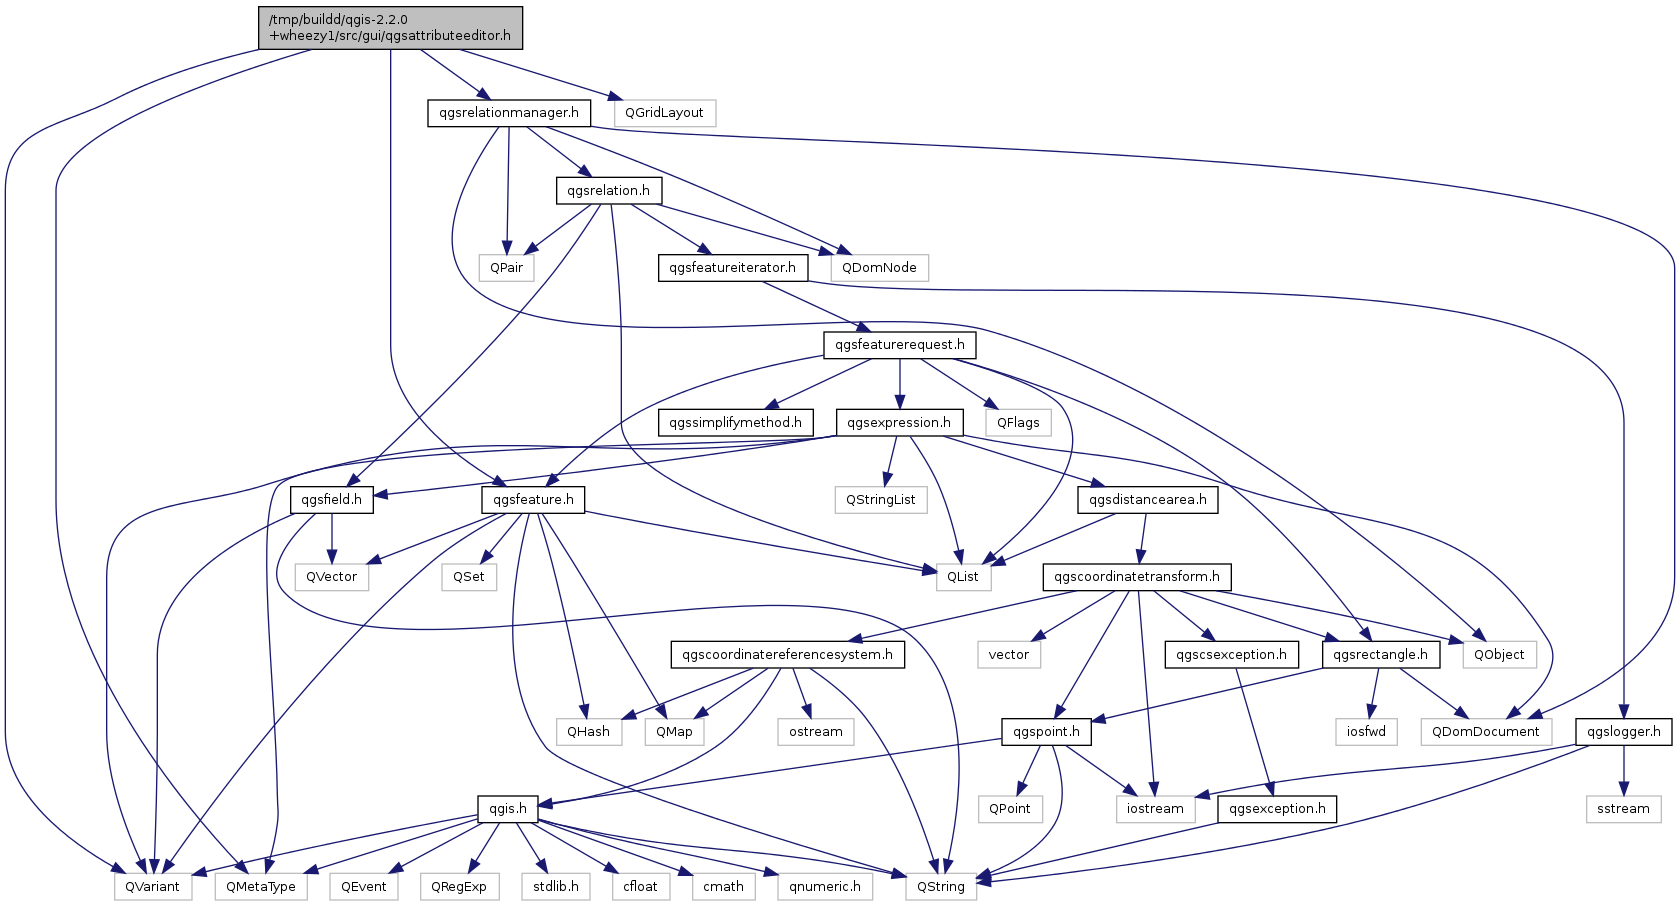 /tmp/buildd/qgis-2.2.0
+wheezy1/src/gui/qgsattributeeditor.h
qgsrelationmanager.h
QGridLayout
qgsrelation.h
QPair
qgsfeatureiterator.h
QDomNode
qgsfeaturerequest.h
qgssimplifymethod.h
qgsexpression.h
QFlags
qgsfield.h
qgsfeature.h
QStringList
qgsdistancearea.h
QVector
QSet
QList
qgscoordinatetransform.h
qgscoordinatereferencesystem.h
vector
qgscsexception.h
qgsrectangle.h
QObject
QHash
QMap
ostream
qgspoint.h
iosfwd
QDomDocument
qgslogger.h
qgis.h
QPoint
iostream
qgsexception.h
sstream
QVariant
QMetaType
QEvent
QRegExp
stdlib.h
cfloat
cmath
qnumeric.h
QString